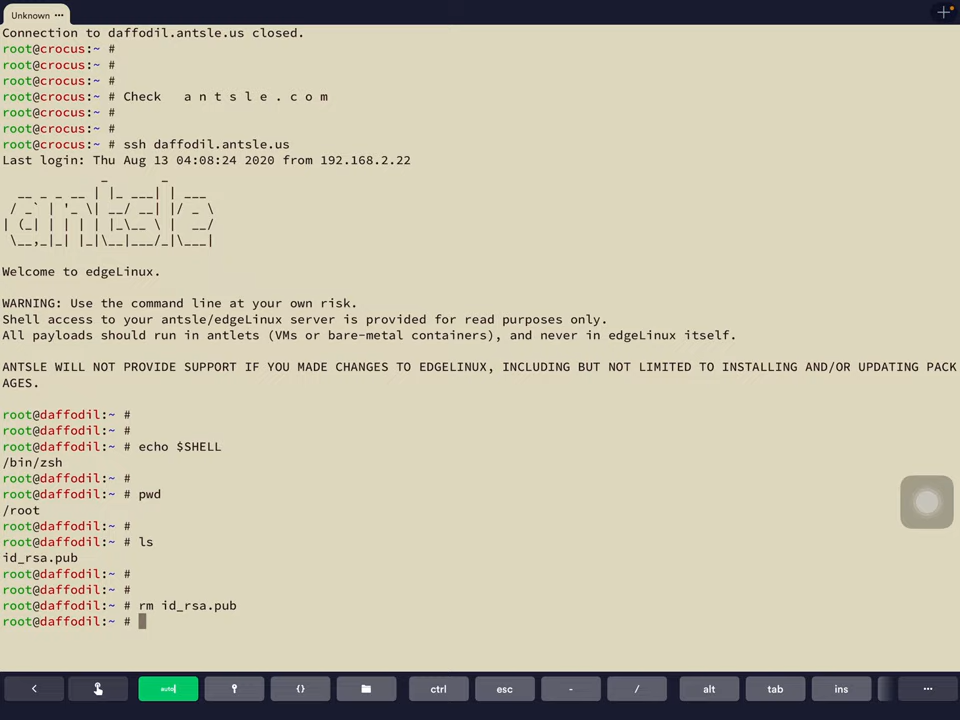 Unknown •••
Connection to daffodil.antsle.us closed.
root@crocus:~ #
root@crocus:~ #
root@crocus:~ #
root@crocus:~ # Check   a n t s l e . c o m
root@crocus:~ #
root@crocus:~ #
root@crocus:~ # ssh daffodil.antsle.us
Last login: Thu Aug 13 04:08:24 2020 from 192.168.2.22
antsle
Welcome to edgeLinux.
WARNING: Use the command line at your own risk.
Shell access to your antsle/edgeLinux server is provided for read purposes only.
All payloads should run in antlets (VMs or bare-metal containers), and never in edgeLinux itself.
ANTSLE WILL NOT PROVIDE SUPPORT IF YOU MADE CHANGES TO EDGELINUX, INCLUDING BUT NOT LIMITED TO INSTALLING AND/OR UPDATING PACK
AGES.
root@daffodil:~ #
root@daffodil:~ #
root@daffodil:~ # echo $SHELL
/bin/zsh
root@daffodil:~ #
root@daffodil:~ # pwd
/root
root@daffodil:~ #
root@daffodil:~ # ls
id_rsa.pub
root@daffodil:~ #
root@daffodil:~ #
root@daffodil:~ # rm id_rsa.pub
root@daffodil:~ #
auto {} ctrl esc - / alt tab ins •••